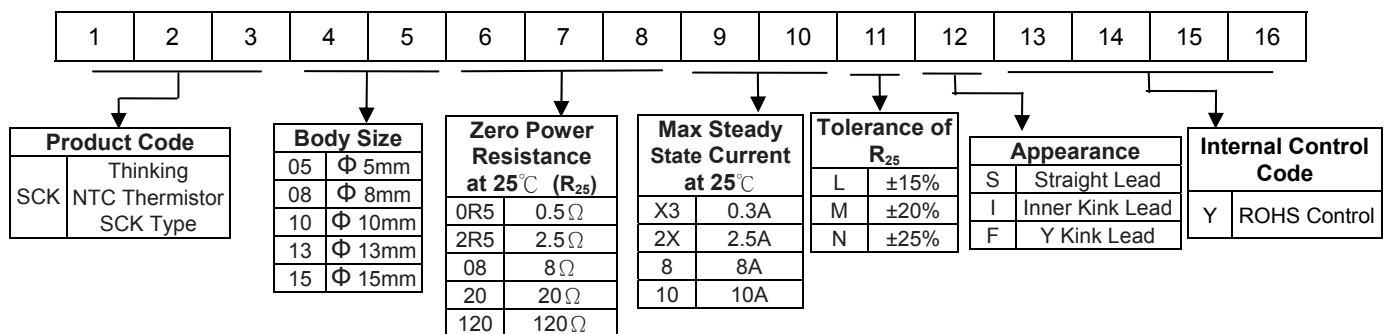 1 2 3 4 5 6 7 8 9 10 11 12 13 14 15 16
Product Code
SCK Thinking
NTC Thermistor
SCK Type
Body Size
05 Φ 5mm
08 Φ 8mm
10 Φ 10mm
13 Φ 13mm
15 Φ 15mm
Zero Power
Resistance
at 25℃ (R25)
0R5 0.5Ω
2R5 2.5Ω
08 8Ω
20 20Ω
120 120Ω
Max Steady
State Current
at 25℃
X3 0.3A
2X 2.5A
8 8A
10 10A
Tolerance of
R25
L ±15%
M ±20%
N ±25%
Appearance
S Straight Lead
I Inner Kink Lead
F Y Kink Lead
Internal Control
Code
Y ROHS Control